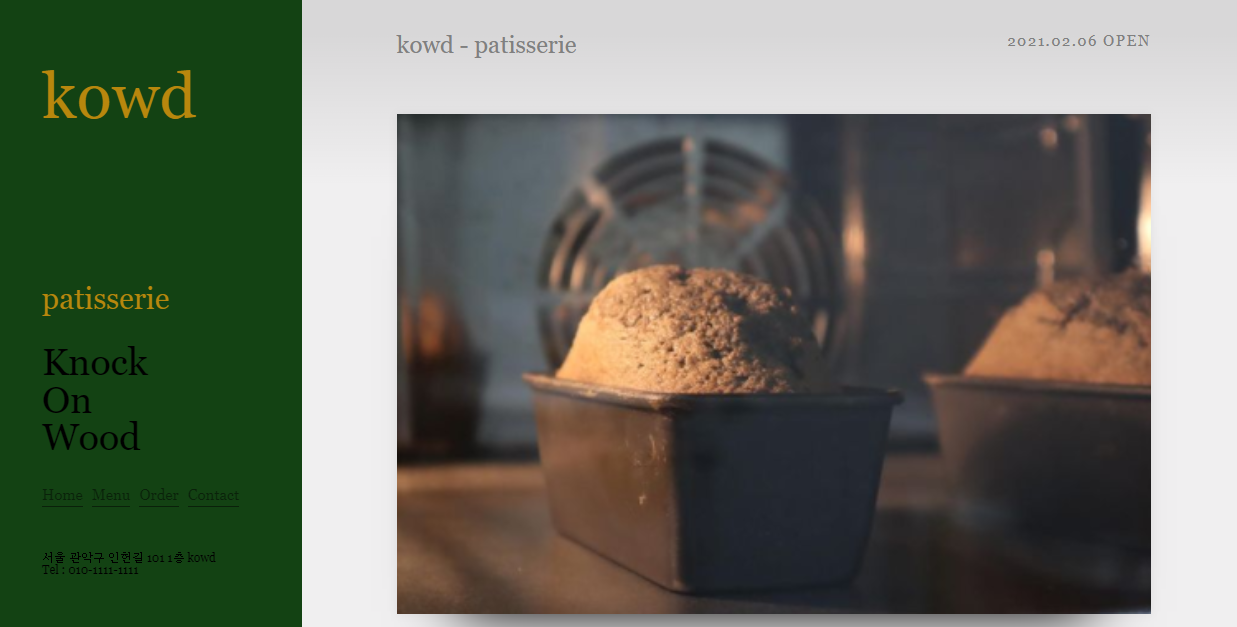 kowd
patisserie
Knock
On
Wood
Home Menu Order Contact
서울 관악구 인헌길 101 1층 kowd
Tel : 010-1111-1111
kowd - patisserie
2021.02.06 OPEN